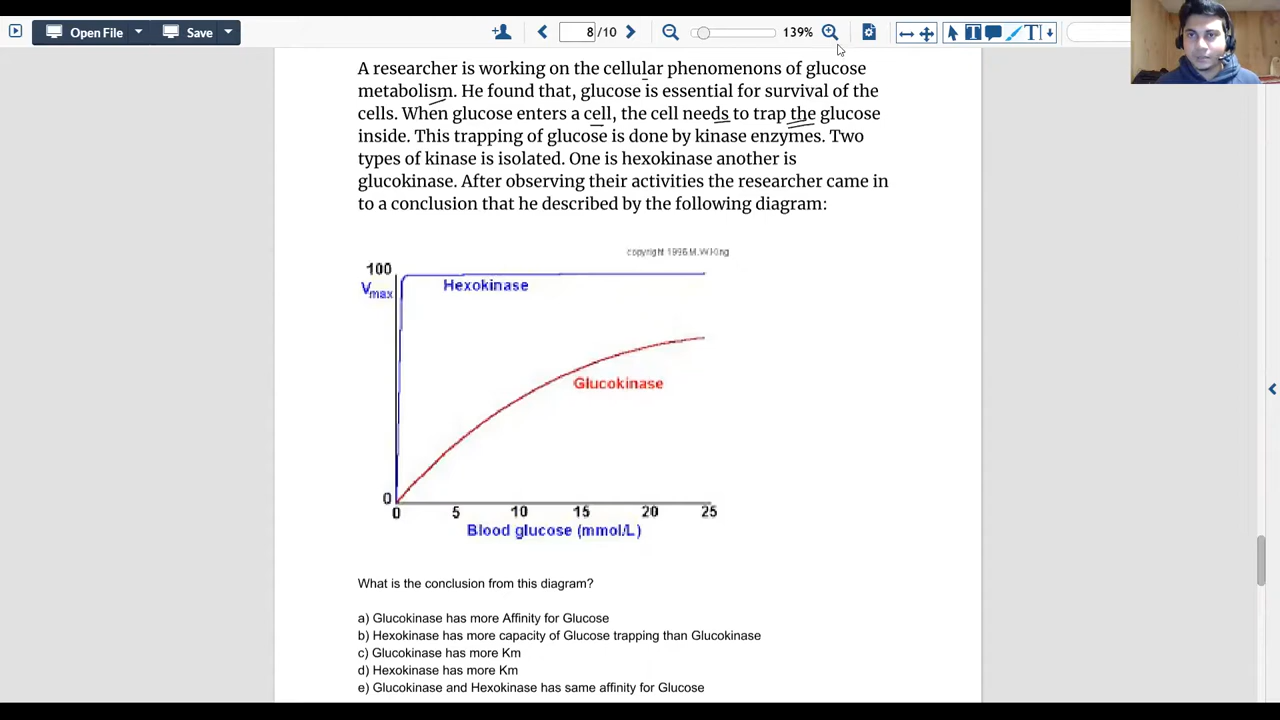 Open File
Save
8 /10
139%
A researcher is working on the cellular phenomenons of glucose
metabolism. He found that, glucose is essential for survival of the
cells. When glucose enters a cell, the cell needs to trap the glucose
inside. This trapping of glucose is done by kinase enzymes. Two
types of kinase is isolated. One is hexokinase another is
glucokinase. After observing their activities the researcher came in
to a conclusion that he described by the following diagram:
copyright 1996 M.W.King
100
Vmax
Hexokinase
Glucokinase
0
0 5 10 15 20 25
Blood glucose (mmol/L)
What is the conclusion from this diagram?
a) Glucokinase has more Affinity for Glucose
b) Hexokinase has more capacity of Glucose trapping than Glucokinase
c) Glucokinase has more Km
d) Hexokinase has more Km
e) Glucokinase and Hexokinase has same affinity for Glucose